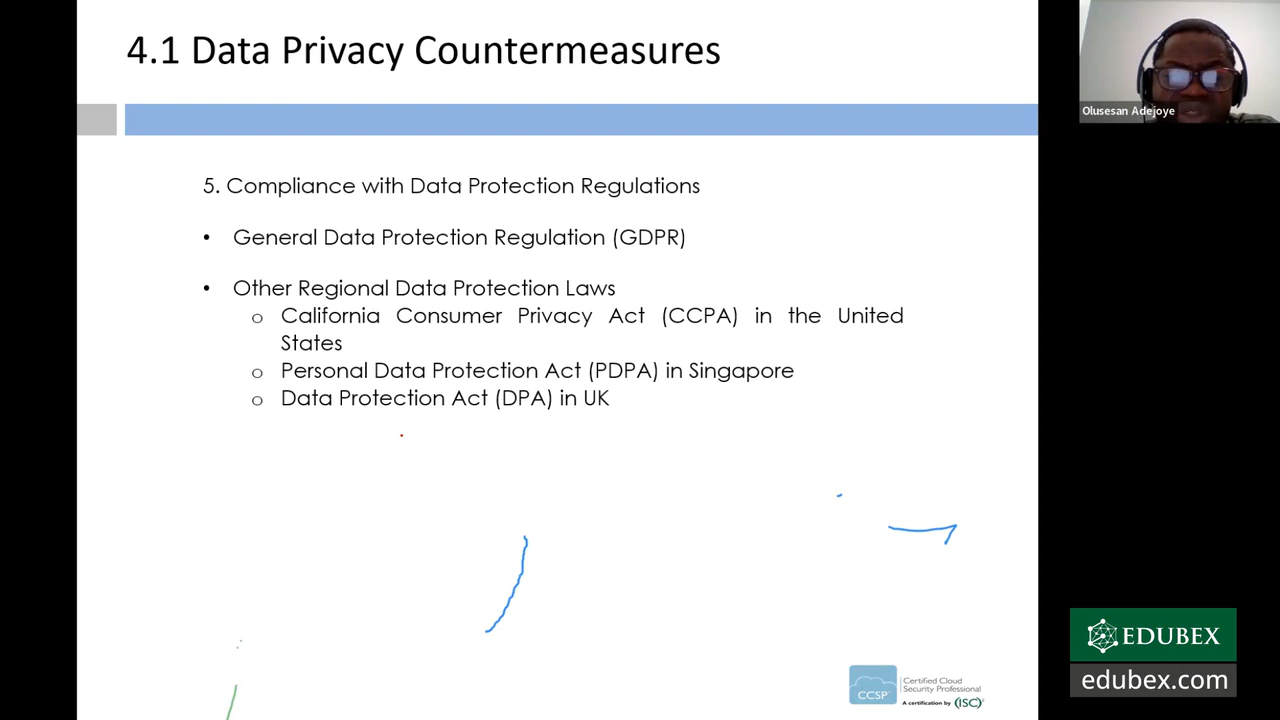 4.1 Data Privacy Countermeasures
Olusesan Adejoye
5. Compliance with Data Protection Regulations
• General Data Protection Regulation (GDPR)
• Other Regional Data Protection Laws
o California Consumer Privacy Act (CCPA) in the United
States
o Personal Data Protection Act (PDPA) in Singapore
o Data Protection Act (DPA) in UK
EDUBEX
edubex.com
CCSP
Certified Cloud
Security Professional
A certification by (ISC)²